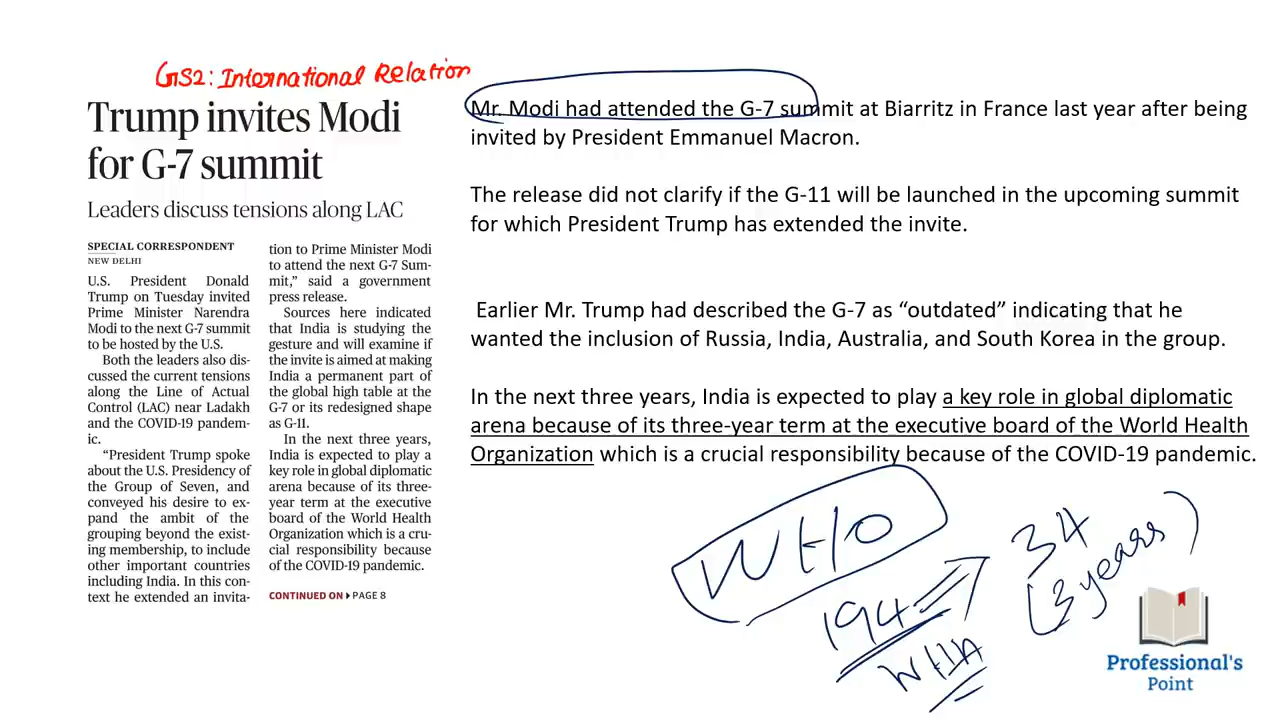 GS2: International Relation
Trump invites Modi
for G-7 summit
Leaders discuss tensions along LAC
SPECIAL CORRESPONDENT
NEW DELHI
U.S. President Donald
Trump on Tuesday invited
Prime Minister Narendra
Modi to the next G-7 summit
to be hosted by the U.S.
Both the leaders also dis-
cussed the current tensions
along the Line of Actual
Control (LAC) near Ladakh
and the COVID-19 pandem-
ic.
“President Trump spoke
about the U.S. Presidency of
the Group of Seven, and
conveyed his desire to ex-
pand the ambit of the
grouping beyond the exist-
ing membership, to include
other important countries
including India. In this con-
text he extended an invita-
tion to Prime Minister Modi
to attend the next G-7 Sum-
mit,” said a government
press release.
Sources here indicated
that India is studying the
gesture and will examine if
the invite is aimed at making
India a permanent part of
the global high table at the
G-7 or its redesigned shape
as G-11.
In the next three years,
India is expected to play a
key role in global diplomatic
arena because of its three-
year term at the executive
board of the World Health
Organization which is a cru-
cial responsibility because
of the COVID-19 pandemic.
CONTINUED ON PAGE 8
Mr. Modi had attended the G-7 summit at Biarritz in France last year after being
invited by President Emmanuel Macron.
The release did not clarify if the G-11 will be launched in the upcoming summit
for which President Trump has extended the invite.
Earlier Mr. Trump had described the G-7 as “outdated” indicating that he
wanted the inclusion of Russia, India, Australia, and South Korea in the group.
In the next three years, India is expected to play a key role in global diplomatic
arena because of its three-year term at the executive board of the World Health
Organization which is a crucial responsibility because of the COVID-19 pandemic.
WHO
194
WHA
34
(3 years)
Professional's
Point